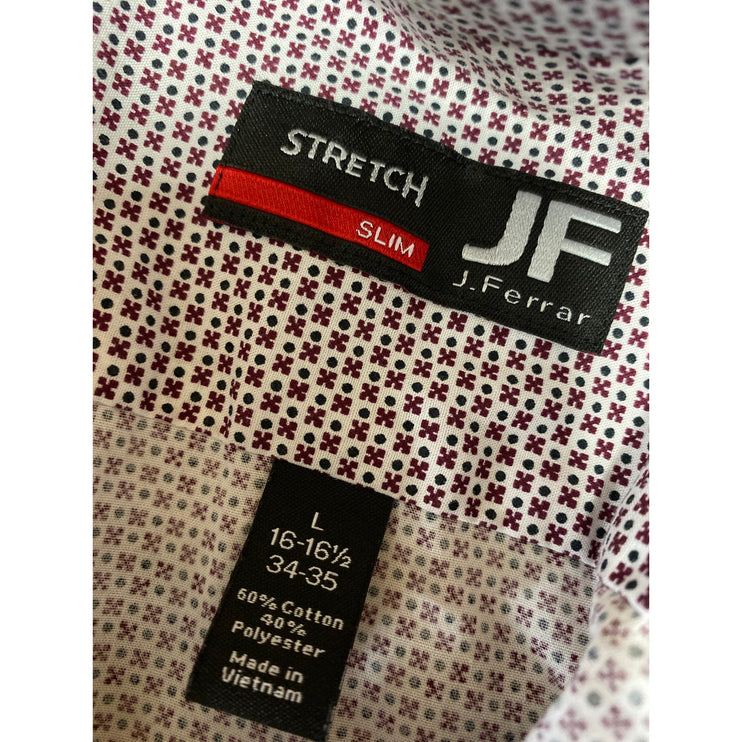 STRETCH
SLIM
JF
J.Ferrar
L
16-16½
34-35
60% Cotton
40%
Polyester
Made in
Vietnam